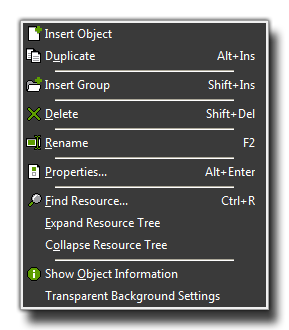 Insert Object
Duplicate Alt+Ins
Insert Group Shift+Ins
Delete Shift+Del
Rename F2
Properties... Alt+Enter
Find Resource... Ctrl+R
Expand Resource Tree
Collapse Resource Tree
Show Object Information
Transparent Background Settings